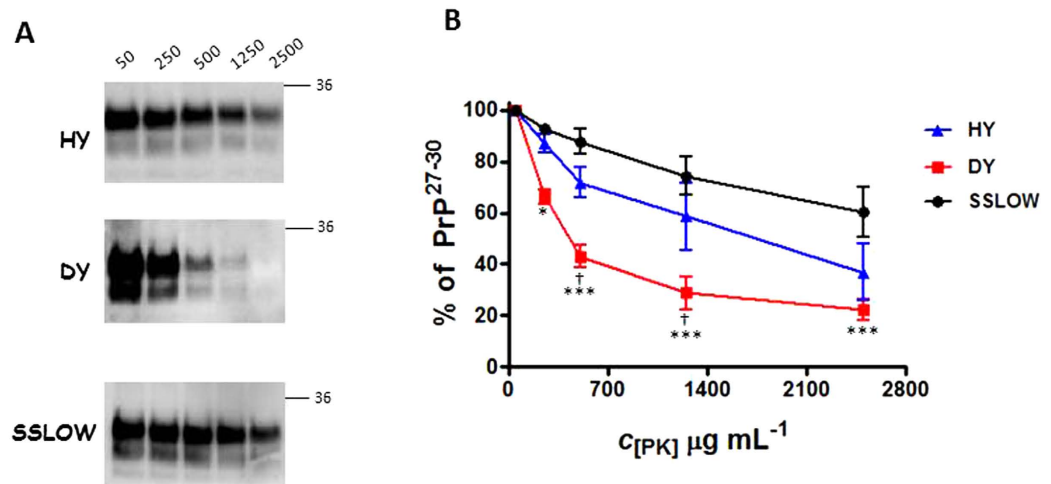 A
50 250 500 1250 2500
HY
36
DY
36
SSLOW
36
B
% of PrP27-30
100
80
60
40
20
0
0 700 1400 2100 2800
c[PK] µg mL-1
*
†
***
†
***
***
HY
DY
SSLOW